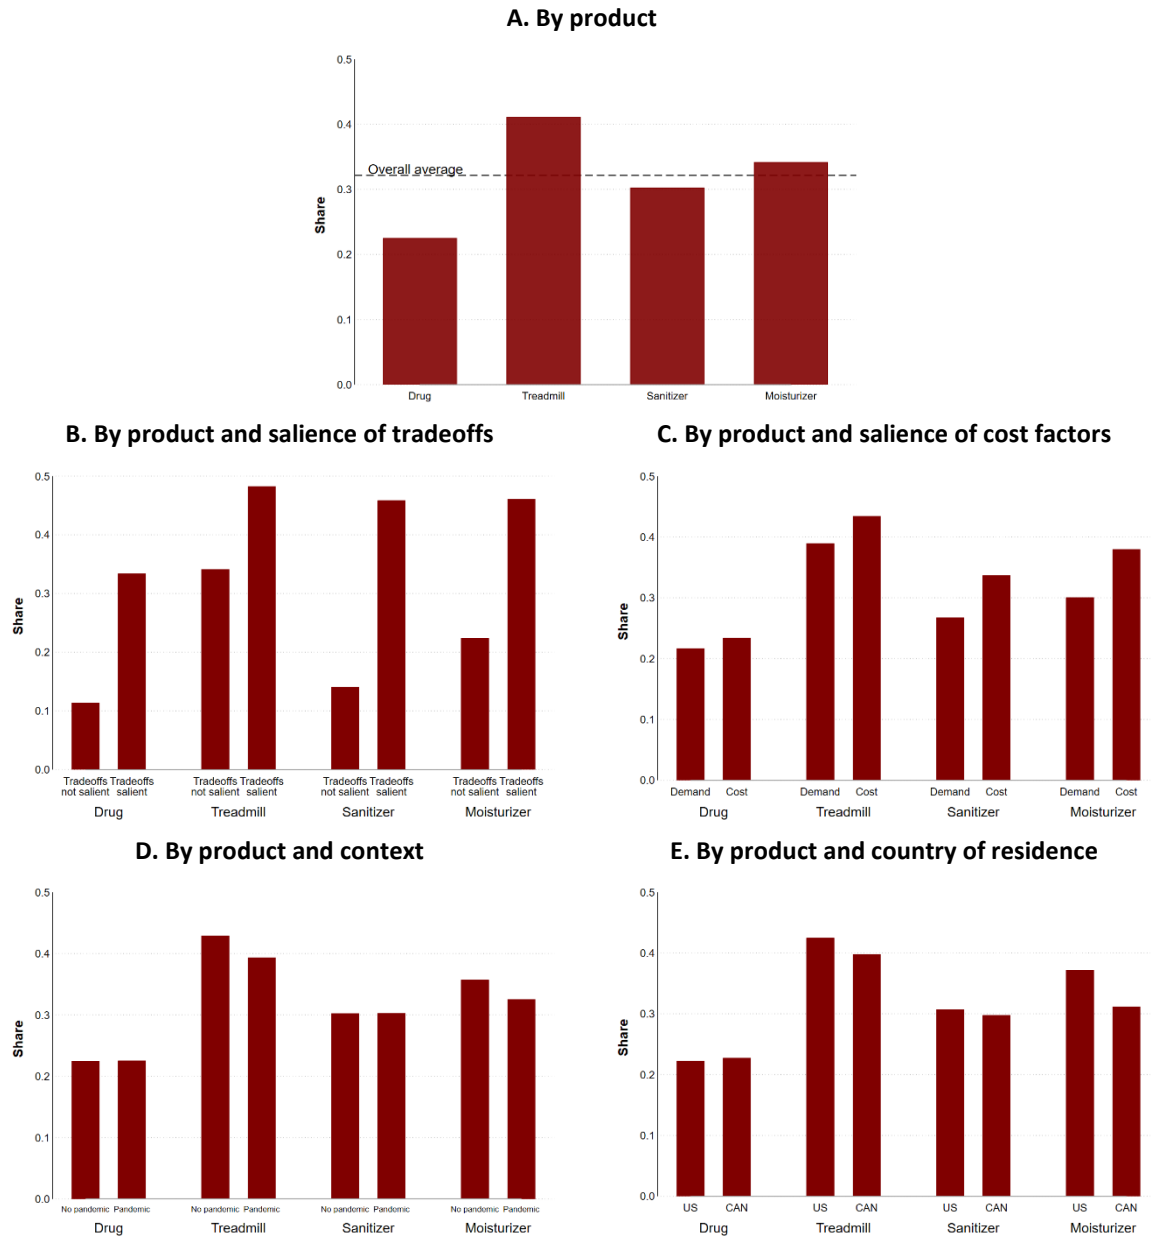 A. By product
0.5
0.4
Overall average
0.3
Share
0.2
0.1
0.0
Drug Treadmill Sanitizer Moisturizer
B. By product and salience of tradeoffs
0.5
0.4
0.3
Share
0.2
0.1
0.0
Tradeoffs Tradeoffs Tradeoffs Tradeoffs Tradeoffs Tradeoffs Tradeoffs Tradeoffs
not salient salient not salient salient not salient salient not salient salient
Drug Treadmill Sanitizer Moisturizer
C. By product and salience of cost factors
0.5
0.4
0.3
Share
0.2
0.1
0.0
Demand Cost Demand Cost Demand Cost Demand Cost
Drug Treadmill Sanitizer Moisturizer
D. By product and context
0.5
0.4
0.3
Share
0.2
0.1
0.0
No pandemic Pandemic No pandemic Pandemic No pandemic Pandemic No pandemic Pandemic
Drug Treadmill Sanitizer Moisturizer
E. By product and country of residence
0.5
0.4
0.3
Share
0.2
0.1
0.0
US CAN US CAN US CAN US CAN
Drug Treadmill Sanitizer Moisturizer